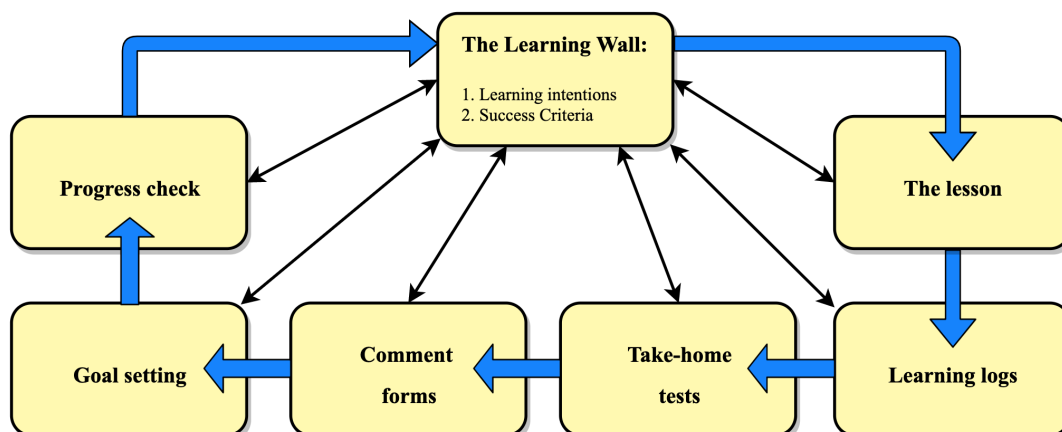 The Learning Wall:
1. Learning intentions
2. Success Criteria
Progress check
The lesson
Goal setting
Comment
forms
Take-home
tests
Learning logs